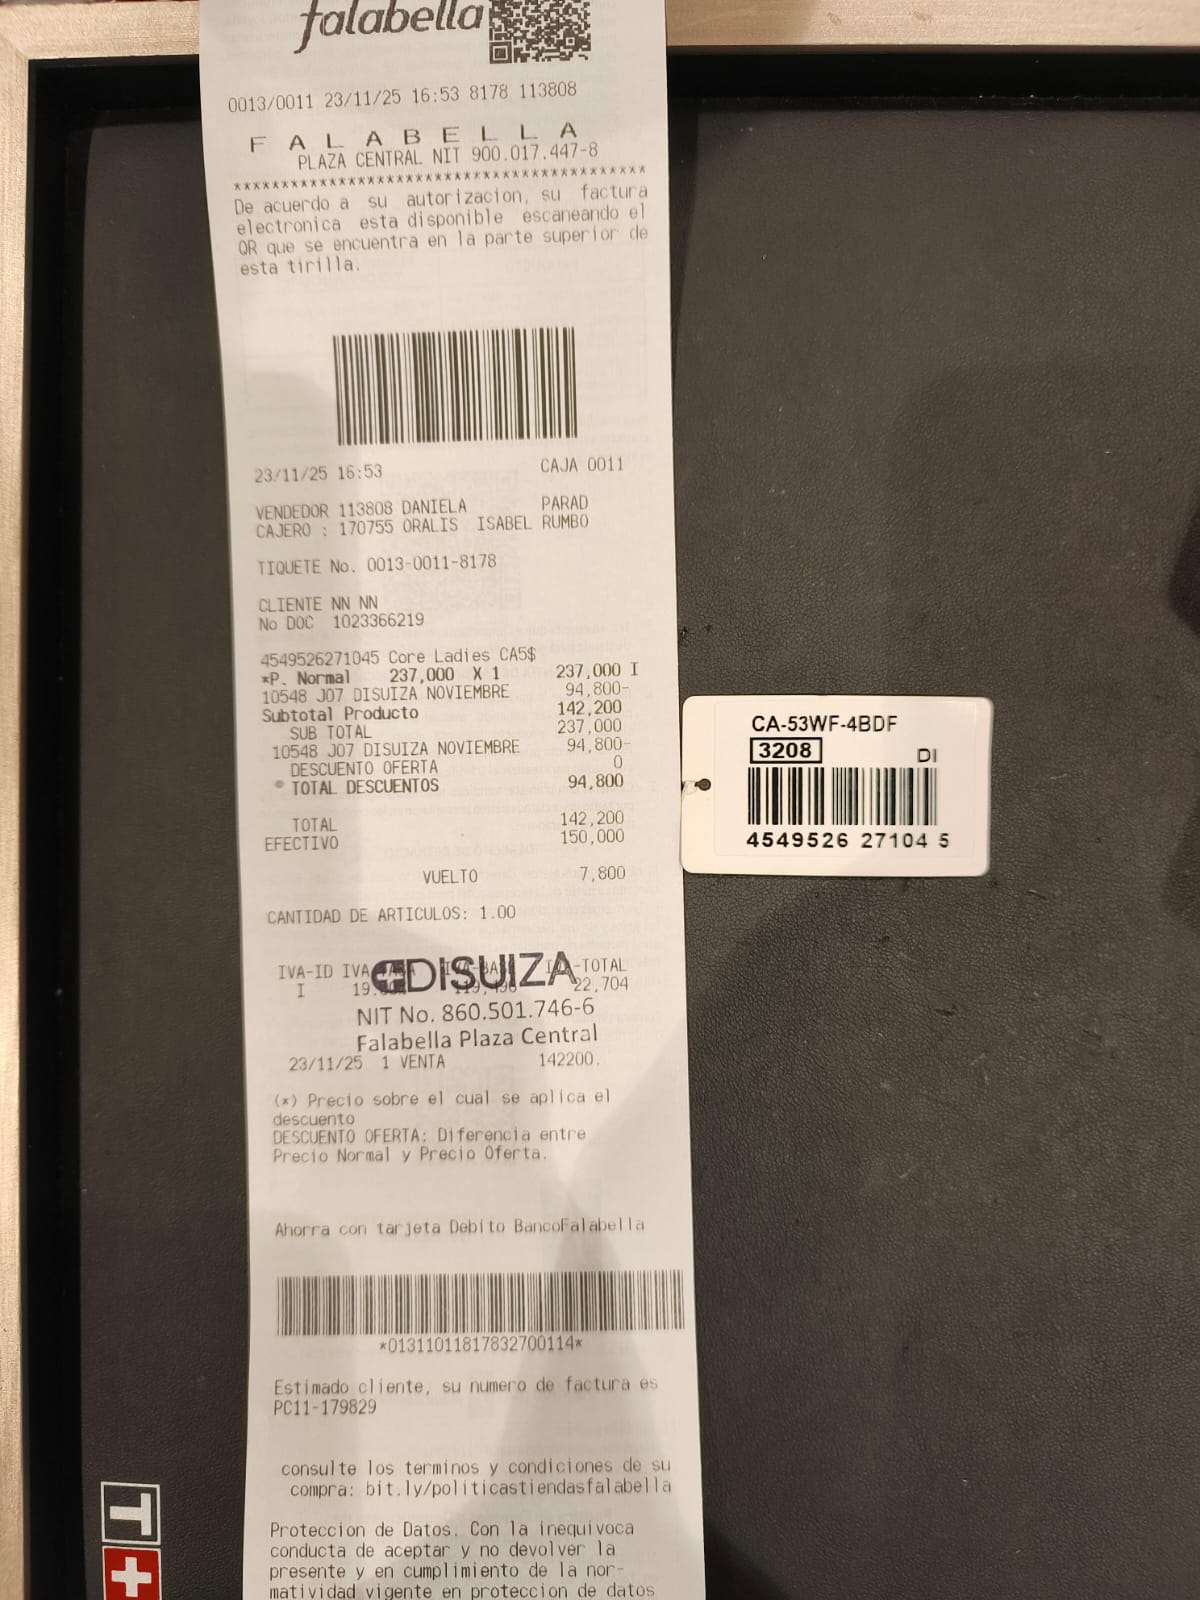 falabella
0013/0011 23/11/25 16:53 8178 113808
F A L A B E L L A
PLAZA CENTRAL NIT 900.017.447-8
******************************************
De acuerdo a su autorizacion, su factura
electronica esta disponible escaneando el
QR que se encuentra en la parte superior de
esta tirilla.
23/11/25 16:53 CAJA 0011
VENDEDOR 113808 DANIELA PARAD
CAJERO : 170755 ORALIS ISABEL RUMBO
TIQUETE No. 0013-0011-8178
CLIENTE NN NN
No DOC 1023366219
4549526271045 Core Ladies CA5$
*P. Normal 237,000 X 1 237,000 I
10548 J07 DISUIZA NOVIEMBRE 94,800-
Subtotal Producto 142,200
SUB TOTAL 237,000
10548 J07 DISUIZA NOVIEMBRE 94,800-
DESCUENTO OFERTA 0
TOTAL DESCUENTOS 94,800
TOTAL 142,200
EFECTIVO 150,000
VUELTO 7,800
CANTIDAD DE ARTICULOS: 1.00
IVA-ID IVA-TASA IVA-BASE IVA-TOTAL
I 19. 119,496 22,704
DISUIZA
NIT No. 860.501.746-6
Falabella Plaza Central
23/11/25 1 VENTA 142200.
(*) Precio sobre el cual se aplica el
descuento
DESCUENTO OFERTA: Diferencia entre
Precio Normal y Precio Oferta.
Ahorra con tarjeta Debito BancoFalabella
*01311011817832700114*
Estimado cliente, su numero de factura es
PC11-179829
consulte los terminos y condiciones de su
compra: bit.ly/politicastiendasfalabella
Proteccion de Datos. Con la inequivoca
conducta de aceptar y no devolver la
presente y en cumplimiento de la nor-
matividad vigente en proteccion de datos
CA-53WF-4BDF
3208 DI
4549526 27104 5
T+